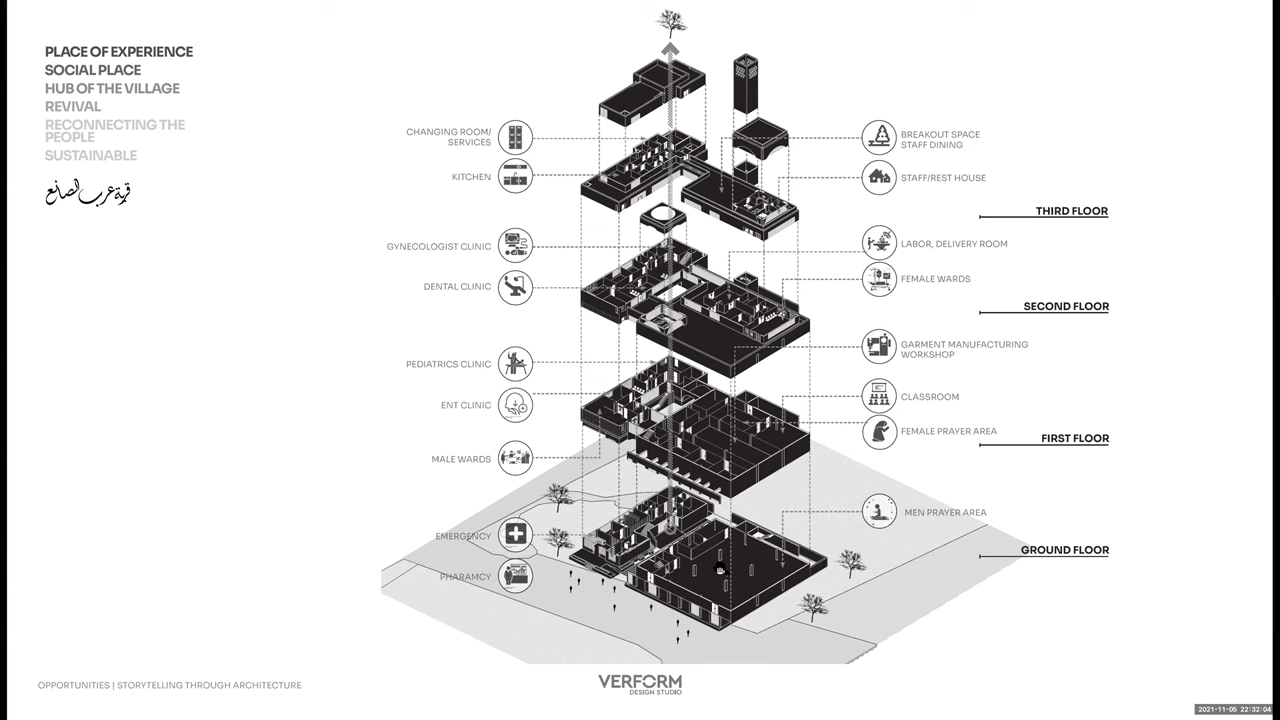 PLACE OF EXPERIENCE
SOCIAL PLACE
HUB OF THE VILLAGE
REVIVAL
RECONNECTING THE
PEOPLE
SUSTAINABLE
قرية عرب الصانع
CHANGING ROOM/
SERVICES
KITCHEN
GYNECOLOGIST CLINIC
DENTAL CLINIC
PEDIATRICS CLINIC
ENT CLINIC
MALE WARDS
EMERGENCY
PHARAMCY
BREAKOUT SPACE
STAFF DINING
STAFF/REST HOUSE
THIRD FLOOR
LABOR, DELIVERY ROOM
FEMALE WARDS
SECOND FLOOR
GARMENT MANUFACTURING
WORKSHOP
CLASSROOM
FEMALE PRAYER AREA
FIRST FLOOR
MEN PRAYER AREA
GROUND FLOOR
OPPORTUNITIES | STORYTELLING THROUGH ARCHITECTURE
VERFORM
DESIGN STUDIO
2021-11-05 22:32:04